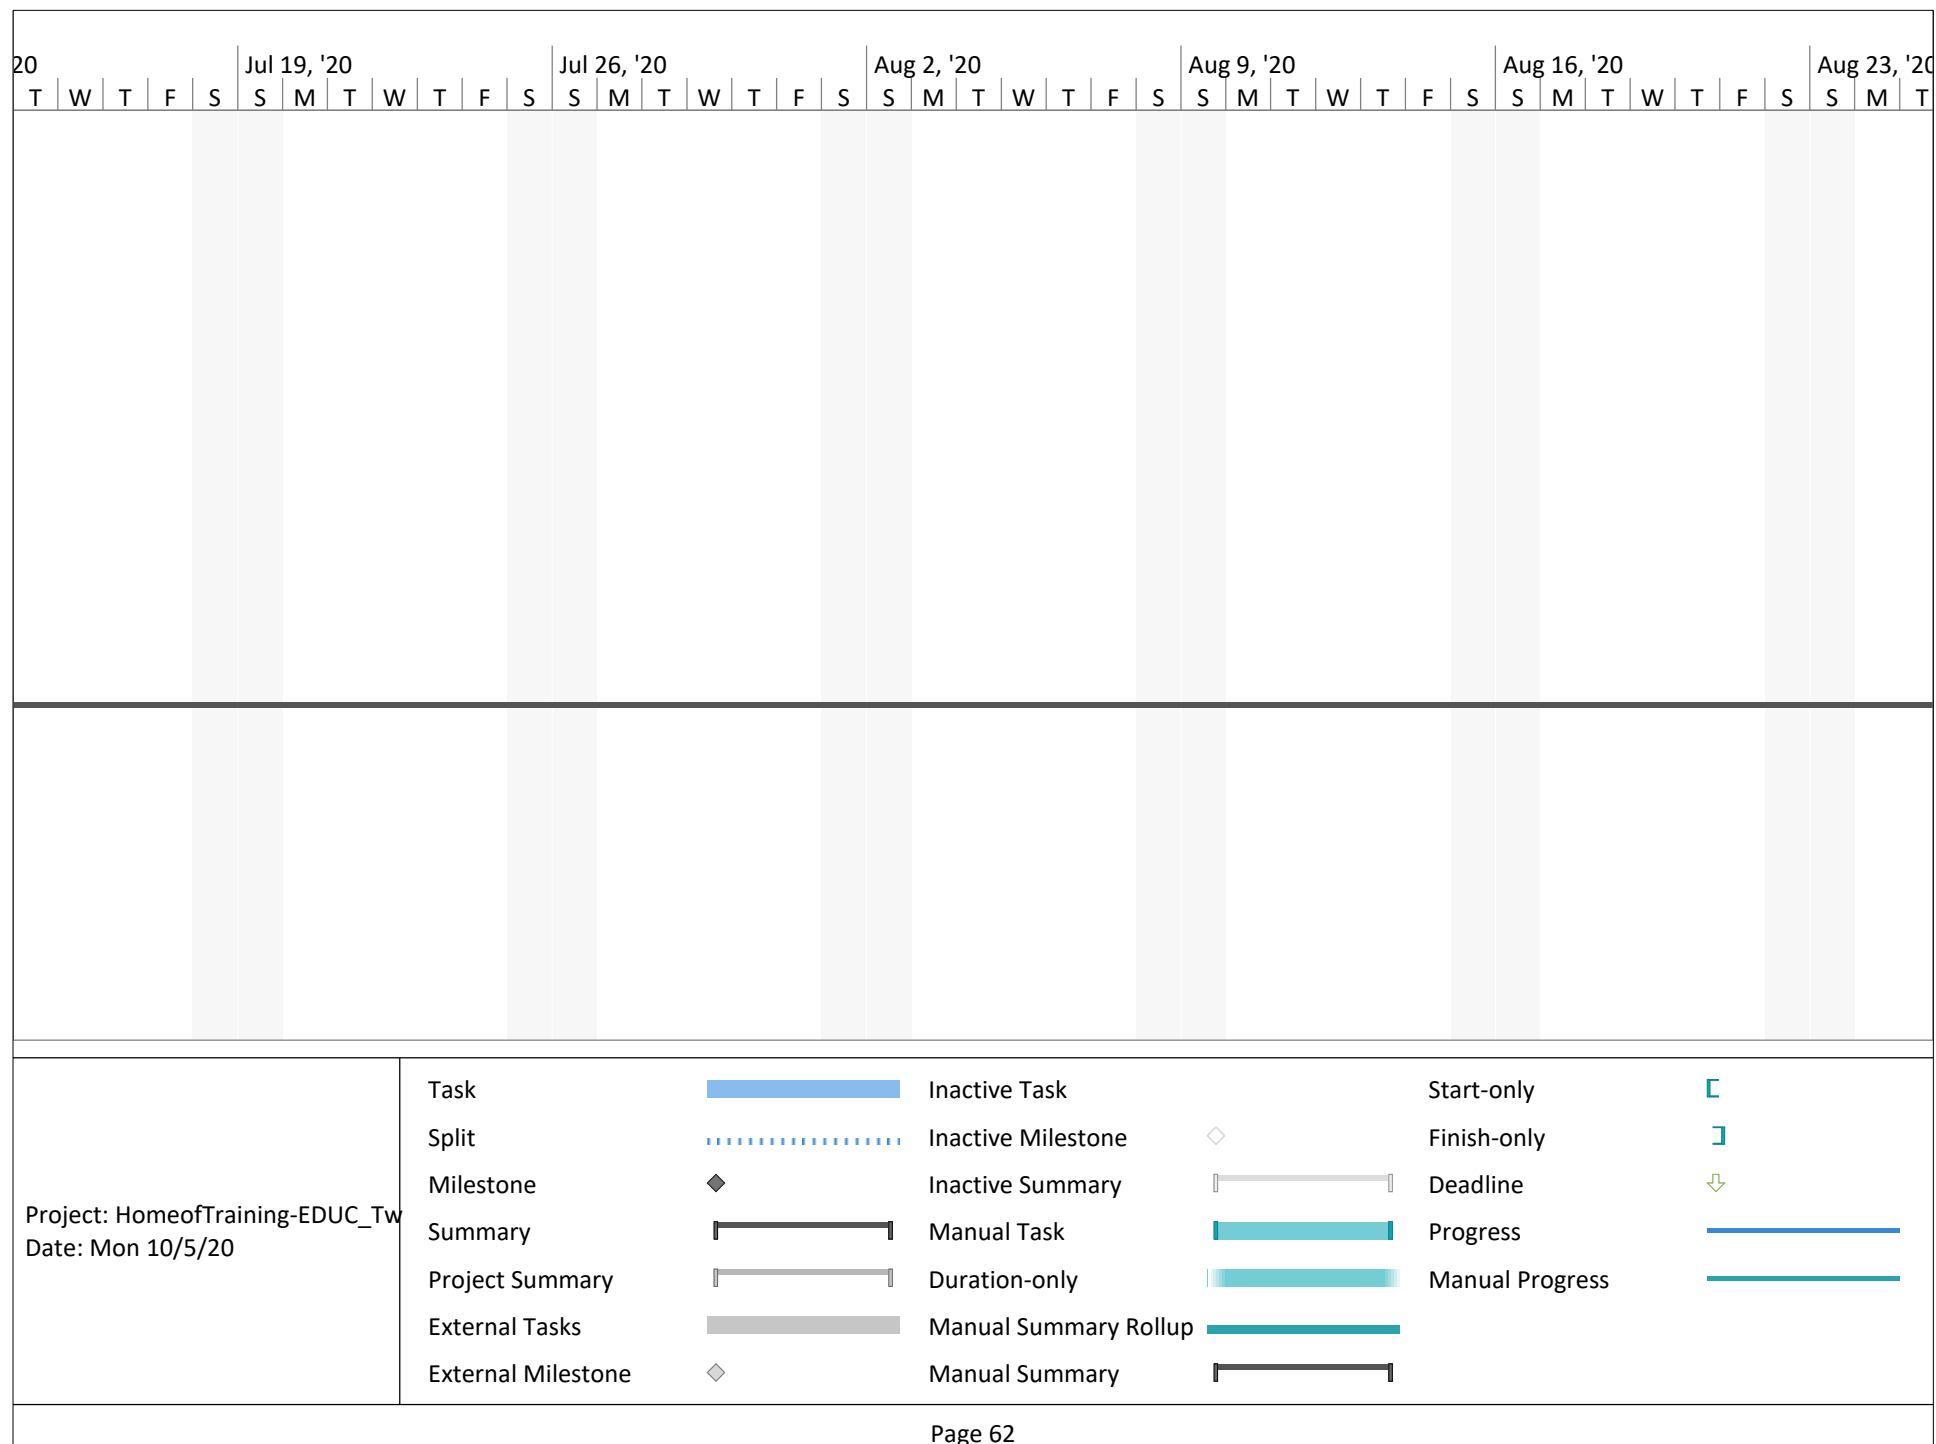 20 Jul 19, '20 Jul 26, '20 Aug 2, '20 Aug 9, '20 Aug 16, '20 Aug 23, '20
T W T F S S M T W T F S S M T W T F S S M T W T F S S M T W T F S S M T W T F S S M T
Task Inactive Task Start-only
Split Inactive Milestone Finish-only
Milestone Inactive Summary Deadline
Project: HomeofTraining-EDUC_Tw
Date: Mon 10/5/20
Summary Manual Task Progress
Project Summary Duration-only Manual Progress
External Tasks Manual Summary Rollup
External Milestone Manual Summary
Page 62